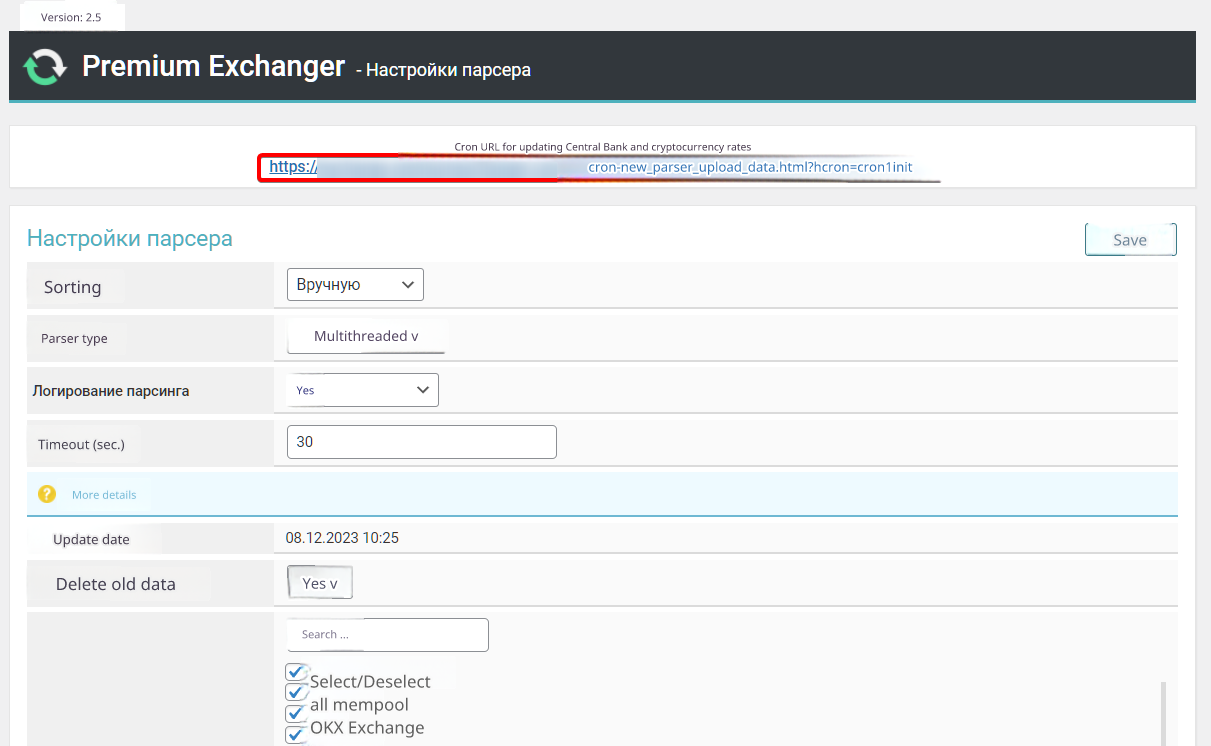 Version: 2.5
Premium Exchanger - Настройки парсера
Cron URL for updating Central Bank and cryptocurrency rates
https:// cron-new_parser_upload_data.html?hcron=cron1init
Настройки парсера
Save
Sorting Вручную
Parser type Multithreaded v
Логирование парсинга Yes
Timeout (sec.) 30
? More details
Update date 08.12.2023 10:25
Delete old data Yes v
Search ...
Select/Deselect
all mempool
OKX Exchange